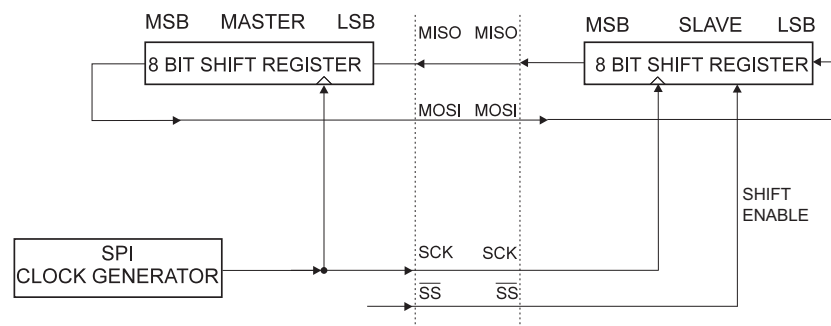 MSB MASTER LSB
MISO MISO
MSB SLAVE LSB
8 BIT SHIFT REGISTER
8 BIT SHIFT REGISTER
MOSI MOSI
SHIFT
ENABLE
SPI
CLOCK GENERATOR
SCK SCK
SS SS